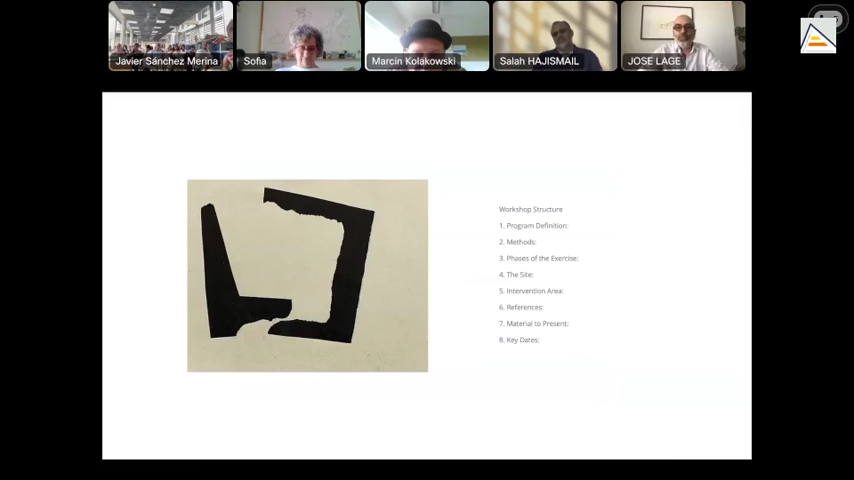 Javier Sánchez Merina
Sofia
Marcin Kolakowski
Salah HAJISMAIL
JOSE LAGE
Workshop Structure
1. Program Definition:
2. Methods:
3. Phases of the Exercise:
4. The Site:
5. Intervention Area:
6. References:
7. Material to Present:
8. Key Dates: